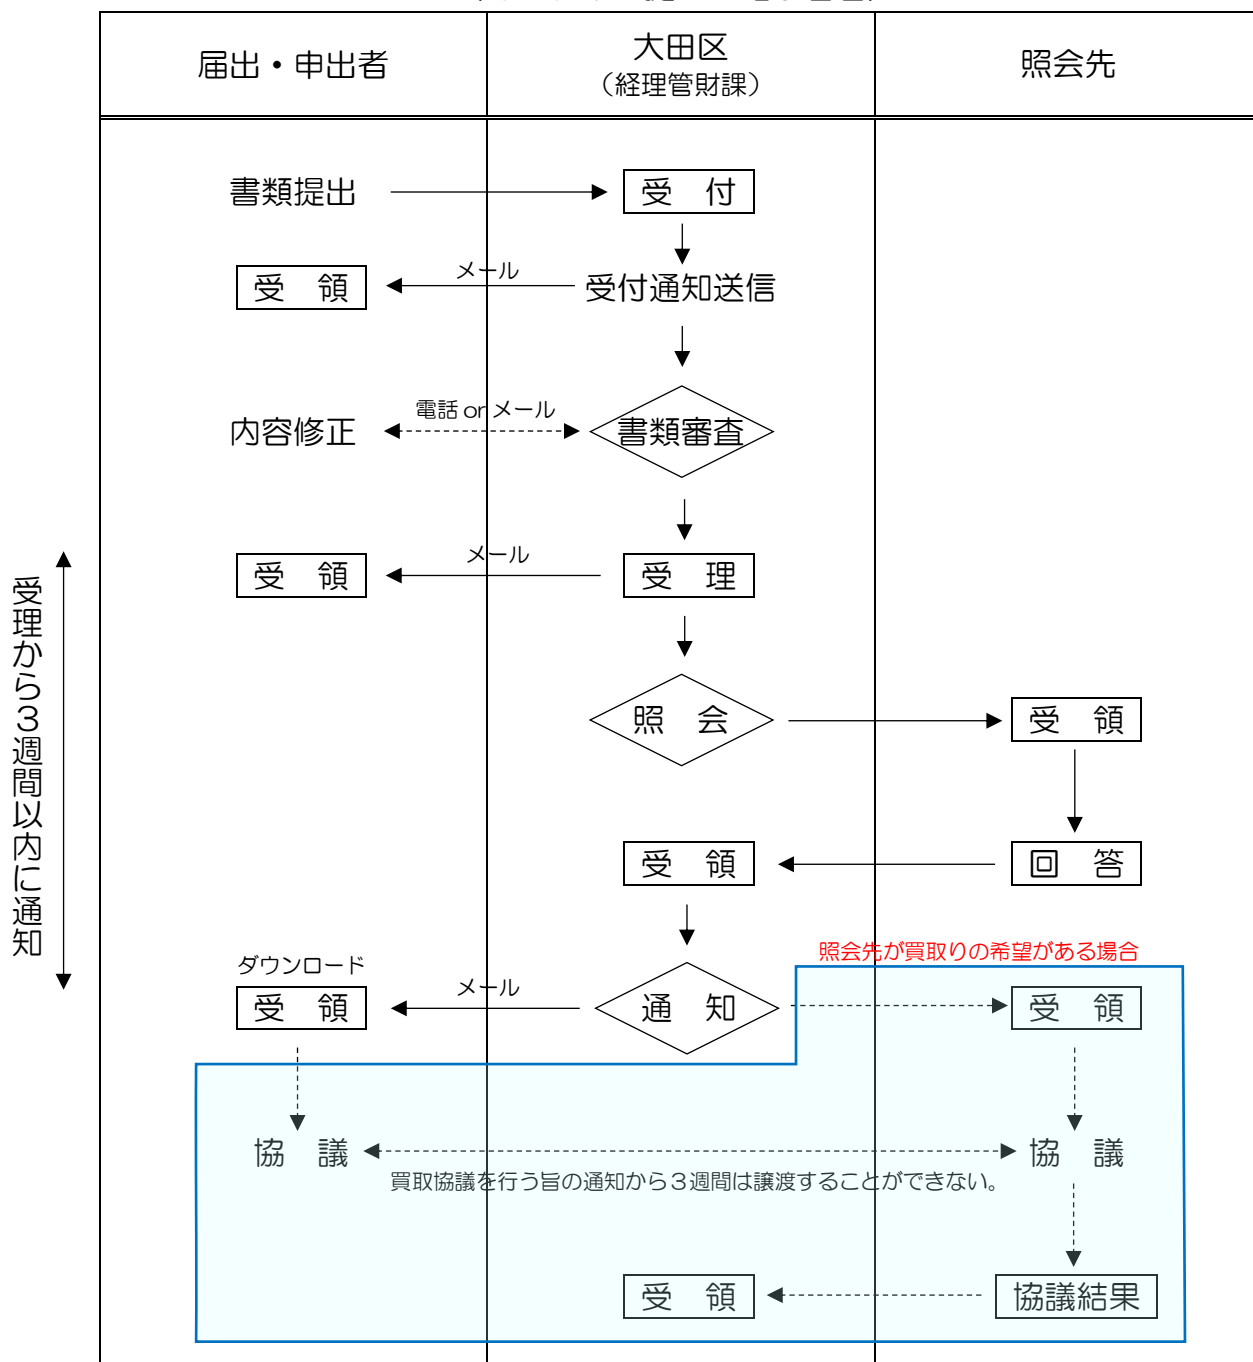 届出・申出者
大田区
（経理管財課）
照会先
書類提出
受　付
メール
受　領
受付通知送信
電話 or メール
内容修正
書類審査
メール
受　領
受　理
照　会
受　領
受　領
回　答
受理から３週間以内に通知
照会先が買取りの希望がある場合
ダウンロード
メール
受　領
通　知
受　領
協　議
協　議
買取協議を行う旨の通知から３週間は譲渡することができない。
受　領
協議結果